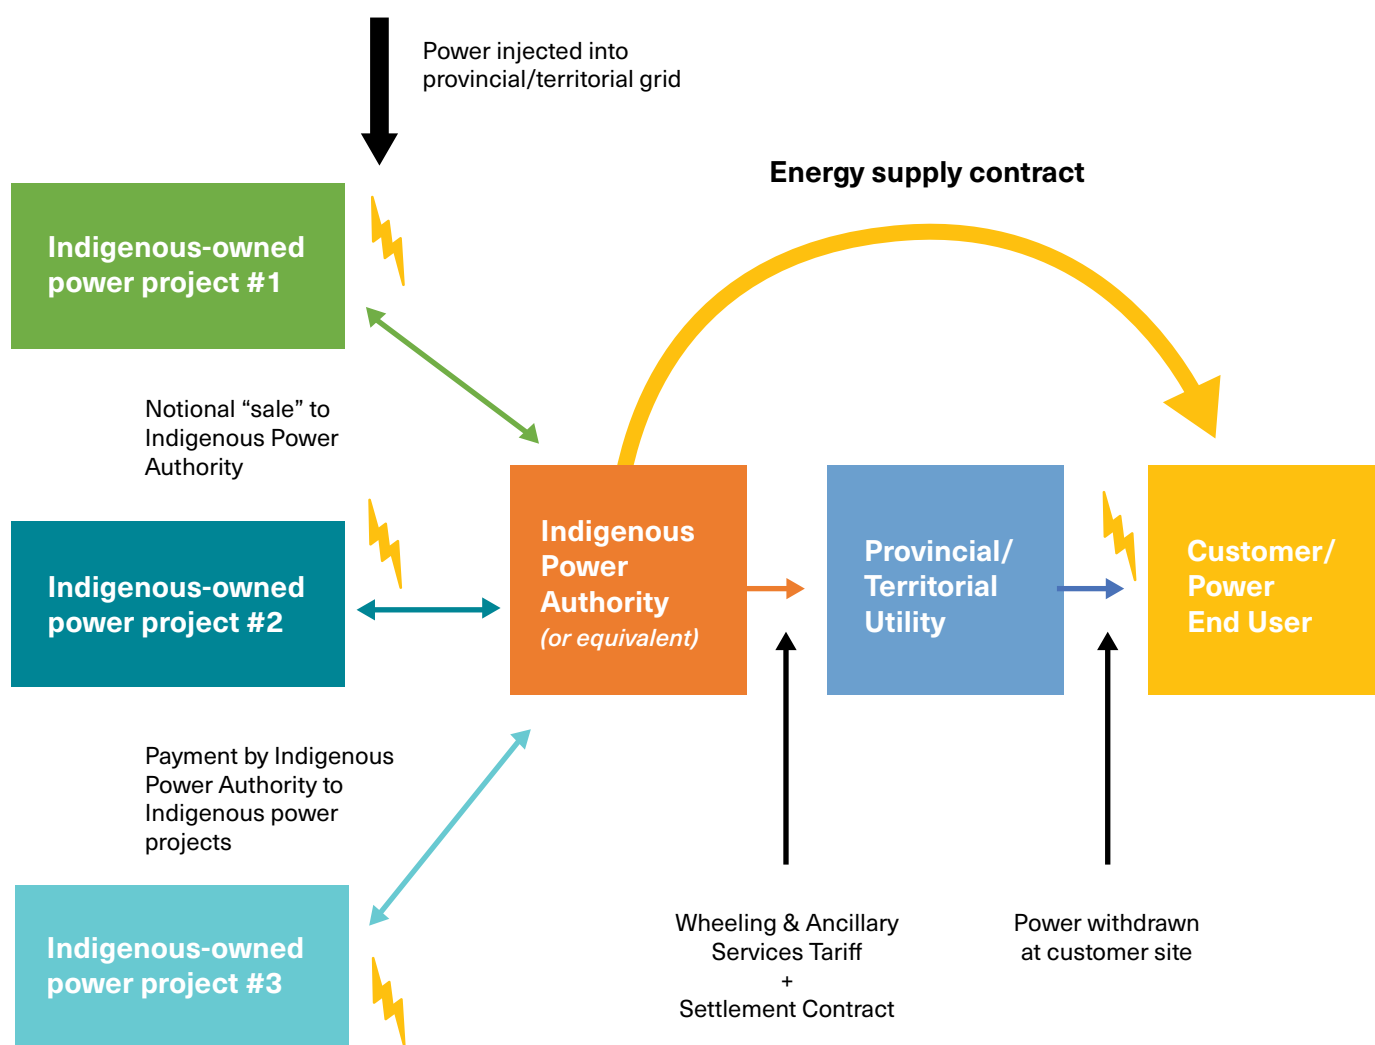 Power injected into
provincial/territorial grid
Energy supply contract
Indigenous-owned
power project #1
Notional “sale” to
Indigenous Power
Authority
Indigenous-owned
power project #2
Indigenous
Power
Authority
(or equivalent)
Provincial/
Territorial
Utility
Customer/
Power
End User
Payment by Indigenous
Power Authority to
Indigenous power
projects
Indigenous-owned
power project #3
Wheeling & Ancillary
Services Tariff
+
Settlement Contract
Power withdrawn
at customer site